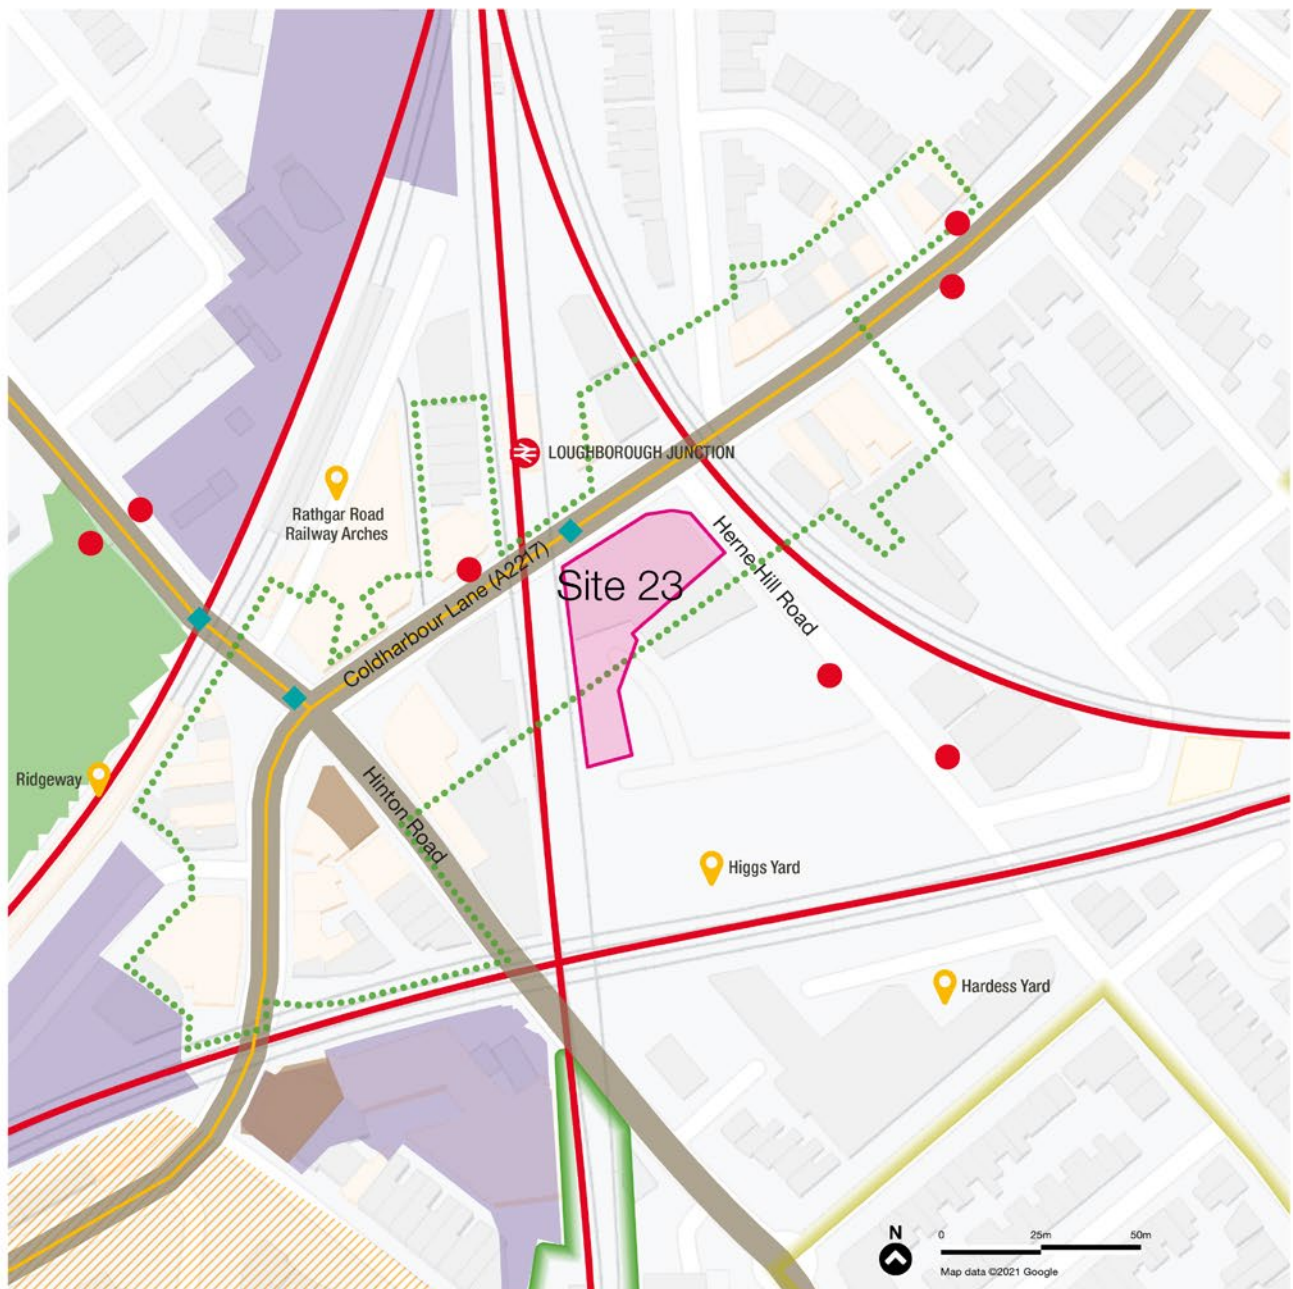 LOUGHBOROUGH JUNCTION
Rathgar Road
Railway Arches
Herne Hill Road
Coldharbour Lane (A2217)
Site 23
Ridgeway
Hinton Road
Higgs Yard
Hardess Yard
N
0 25m 50m
Map data ©2021 Google